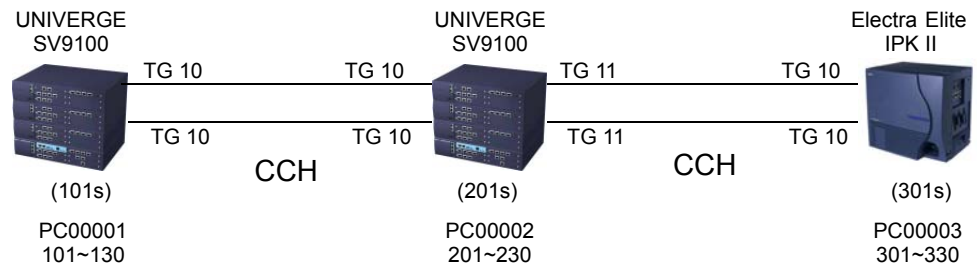 UNIVERGE
SV9100
UNIVERGE
SV9100
Electra Elite
IPK II
TG 10
TG 10
TG 11
TG 10
TG 10
TG 10
TG 11
TG 10
CCH
CCH
(101s)
(201s)
(301s)
PC00001
101~130
PC00002
201~230
PC00003
301~330